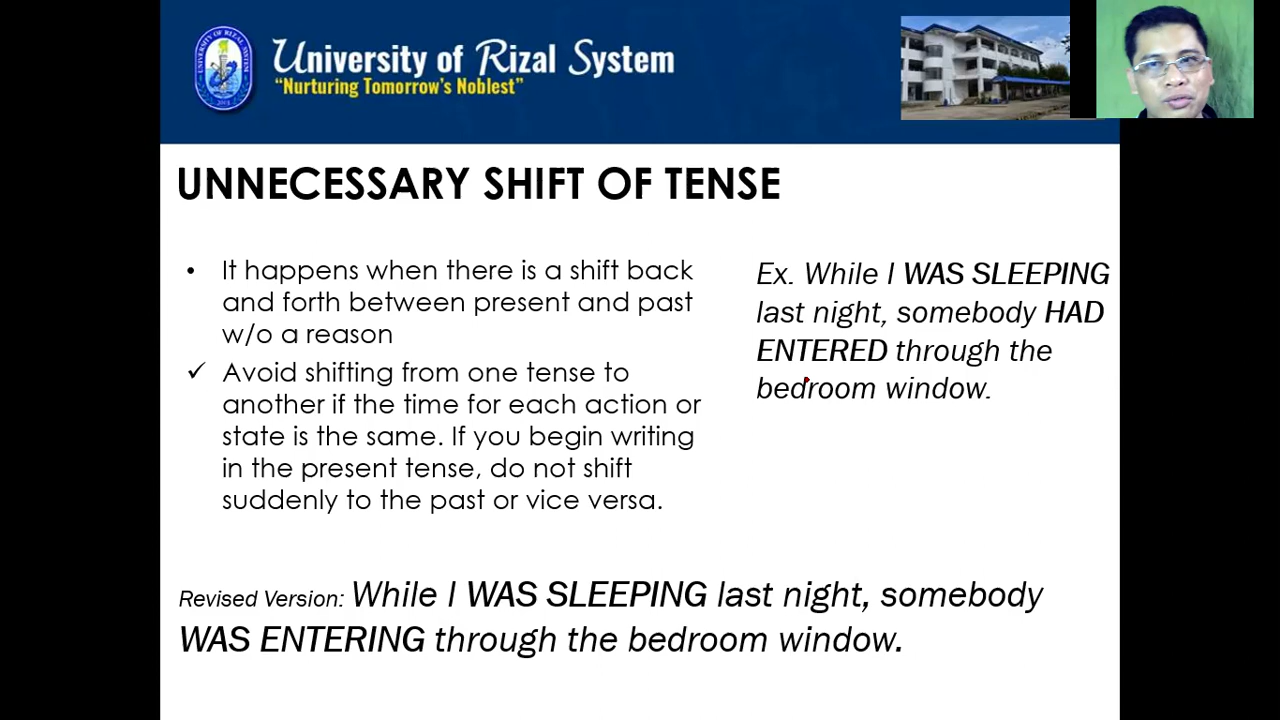 University of Rizal System
"Nurturing Tomorrow's Noblest"
UNIVERSITY OF RIZAL SYSTEM
UNNECESSARY SHIFT OF TENSE
• It happens when there is a shift back
and forth between present and past
w/o a reason
✓ Avoid shifting from one tense to
another if the time for each action or
state is the same. If you begin writing
in the present tense, do not shift
suddenly to the past or vice versa.
Ex. While I WAS SLEEPING
last night, somebody HAD
ENTERED through the
bedroom window.
Revised Version: While I WAS SLEEPING last night, somebody
WAS ENTERING through the bedroom window.